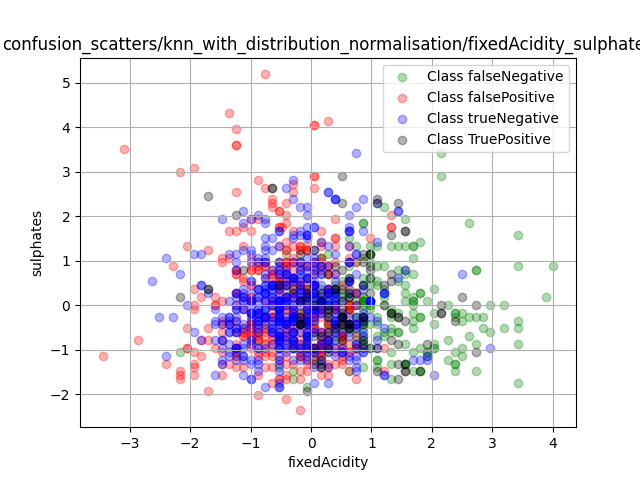 confusion_scatters/knn_with_distribution_normalisation/fixedAcidity_sulphate
Class falseNegative
Class falsePositive
Class trueNegative
Class TruePositive
5
4
3
2
1
0
−1
−2
sulphates
−3 −2 −1 0 1 2 3 4
fixedAcidity